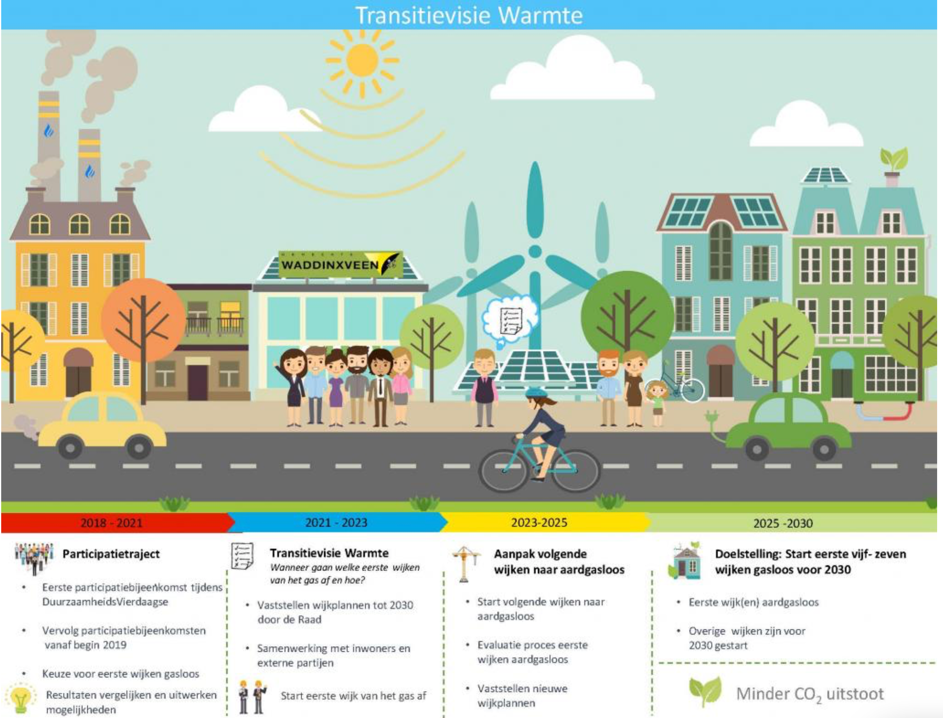 Transitievisie Warmte
GEMEENTE
WADDINXVEEN
2018 - 2021
2021 - 2023
2023-2025
2025 -2030
Participatietraject
• Eerste participatiebijeenkomst tijdens
DuurzaamheidsVierdaagse
• Vervolg participatiebijeenkomsten
vanaf begin 2019
• Keuze voor eerste wijken gasloos
Resultaten vergelijken en uitwerken
mogelijkheden
Transitievisie Warmte
Wanneer gaan welke eerste wijken
van het gas af en hoe?
• Vaststellen wijkplannen tot 2030
door de Raad
• Samenwerking met inwoners en
externe partijen
Start eerste wijk van het gas af
Aanpak volgende
wijken naar aardgasloos
• Start volgende wijken naar
aardgasloos
• Evaluatie proces eerste
wijken aardgasloos
• Vaststellen nieuwe
wijkplannen
Doelstelling: Start eerste vijf- zeven
wijken gasloos voor 2030
• Eerste wijk(en) aardgasloos
• Overige wijken zijn voor
2030 gestart
Minder CO₂ uitstoot